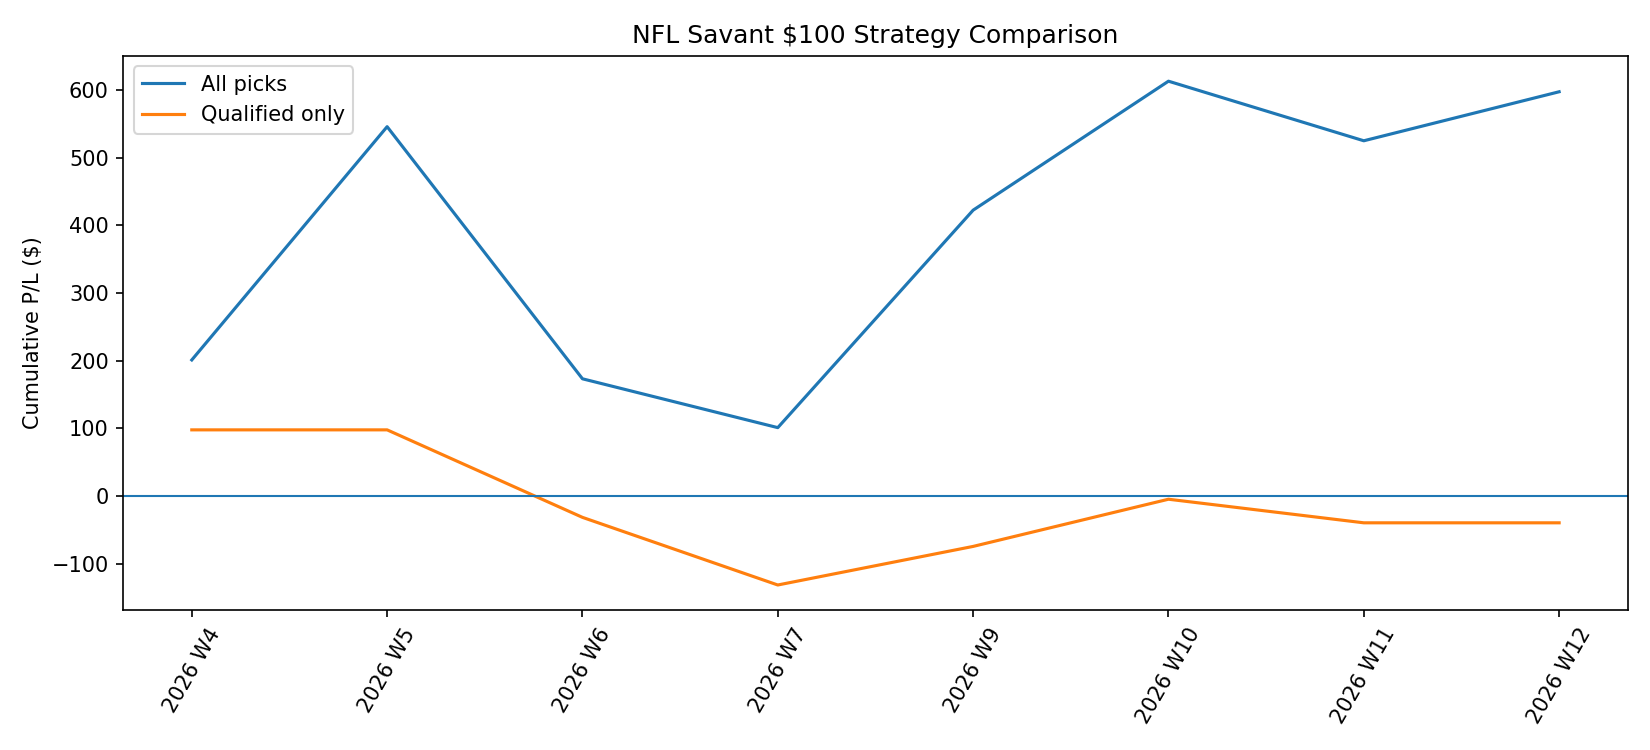 NFL Savant $100 Strategy Comparison
All picks
Qualified only
Cumulative P/L ($)
600
500
400
300
200
100
0
−100
2026 W4
2026 W5
2026 W6
2026 W7
2026 W9
2026 W10
2026 W11
2026 W12